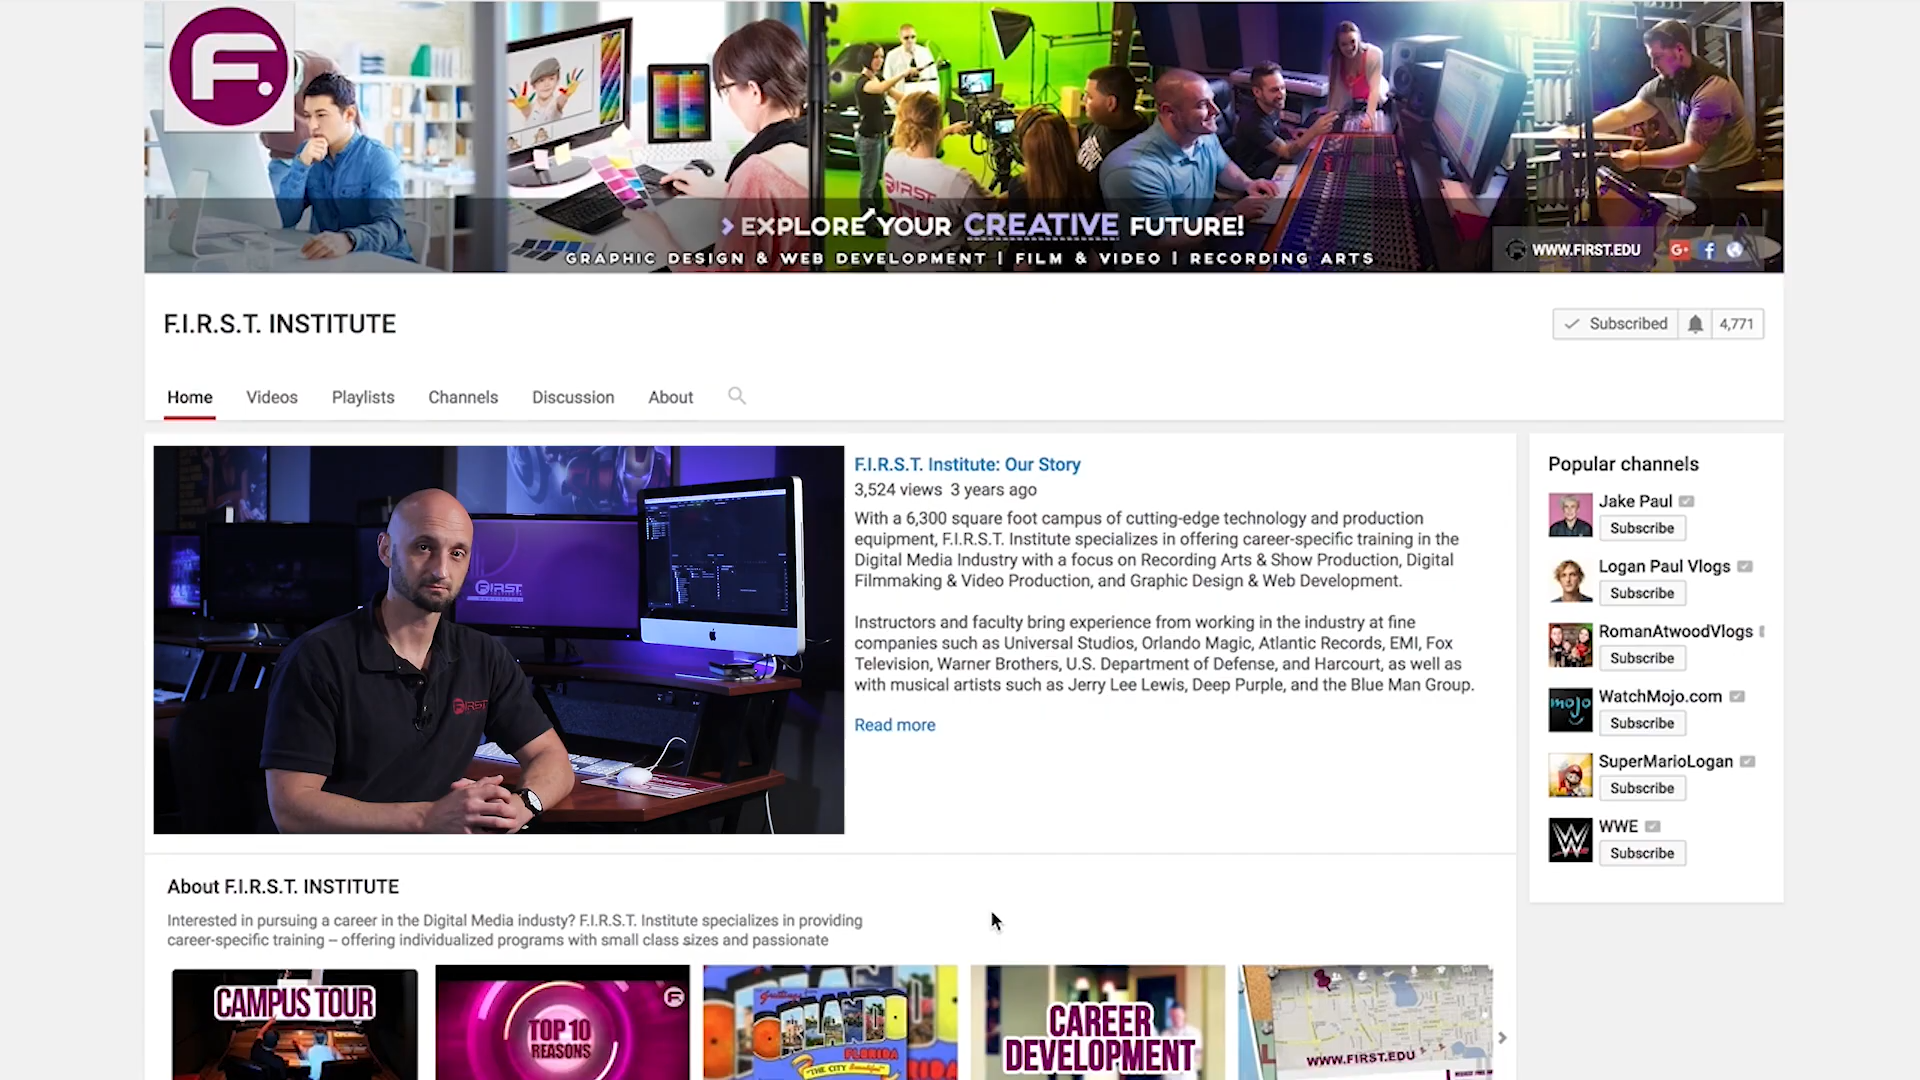 F.
FIRST
> EXPLORE YOUR CREATIVE FUTURE!
GRAPHIC DESIGN & WEB DEVELOPMENT | FILM & VIDEO | RECORDING ARTS
WWW.FIRST.EDU
G+ f
F.I.R.S.T. INSTITUTE
Subscribed 4,771
Home Videos Playlists Channels Discussion About
FIRST
FIRST
F.I.R.S.T. Institute: Our Story
3,524 views 3 years ago
With a 6,300 square foot campus of cutting-edge technology and production
equipment, F.I.R.S.T. Institute specializes in offering career-specific training in the
Digital Media Industry with a focus on Recording Arts & Show Production, Digital
Filmmaking & Video Production, and Graphic Design & Web Development.
Instructors and faculty bring experience from working in the industry at fine
companies such as Universal Studios, Orlando Magic, Atlantic Records, EMI, Fox
Television, Warner Brothers, U.S. Department of Defense, and Harcourt, as well as
with musical artists such as Jerry Lee Lewis, Deep Purple, and the Blue Man Group.
Read more
Popular channels
Jake Paul
Subscribe
Logan Paul Vlogs
Subscribe
RomanAtwoodVlogs
Subscribe
mojo
WatchMojo.com
Subscribe
SuperMarioLogan
Subscribe
WWE
Subscribe
About F.I.R.S.T. INSTITUTE
Interested in pursuing a career in the Digital Media industy? F.I.R.S.T. Institute specializes in providing
career-specific training – offering individualized programs with small class sizes and passionate
CAMPUS TOUR
TOP 10
REASONS
Greetings from
ORLANDO
FLORIDA
"THE CITY Beautiful"
CAREER
DEVELOPMENT
WWW.FIRST.EDU